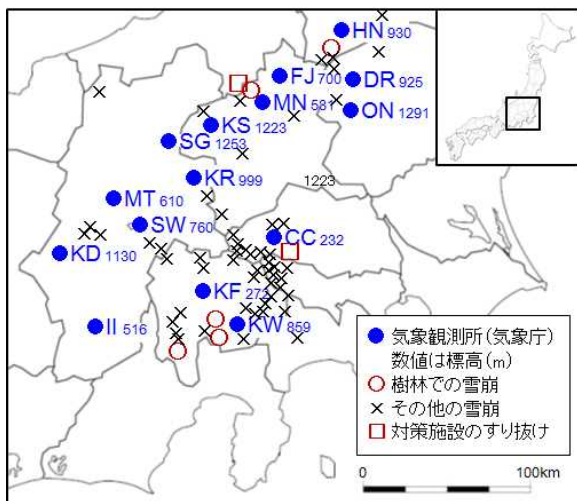 HN 930
FJ 700
DR 925
MN 581
ON 1291
KS 1223
SG 1253
KR 999
1223
MT 610
SW 760
CC 232
KD 1130
KF 272
II 516
KW 859
気象観測所(気象庁)
数値は標高(m)
樹林での雪崩
その他の雪崩
対策施設のすり抜け
0 100km